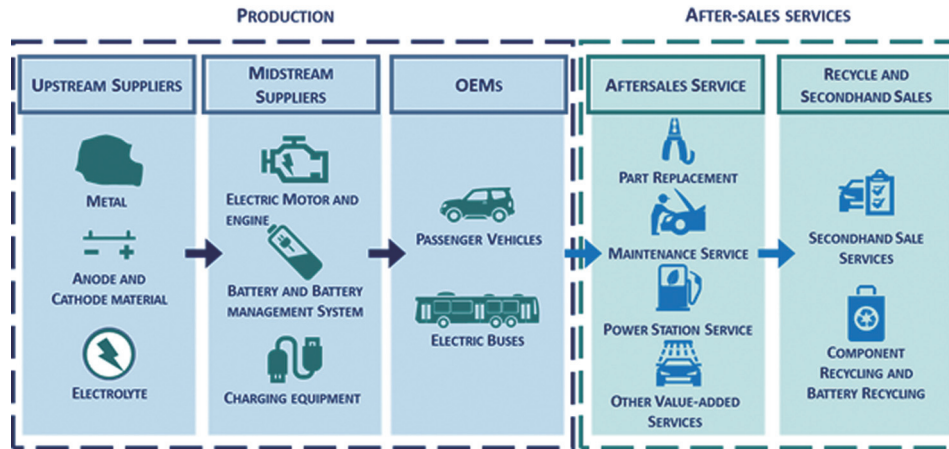 PRODUCTION
AFTER-SALES SERVICES
UPSTREAM SUPPLIERS
METAL
ANODE AND
CATHODE MATERIAL
ELECTROLYTE
MIDSTREAM
SUPPLIERS
ELECTRIC MOTOR AND
ENGINE
BATTERY AND BATTERY
MANAGEMENT SYSTEM
CHARGING EQUIPMENT
OEMS
PASSENGER VEHICLES
ELECTRIC BUSES
AFTERSALES SERVICE
PART REPLACEMENT
MAINTENANCE SERVICE
POWER STATION SERVICE
OTHER VALUE-ADDED
SERVICES
RECYCLE AND
SECONDHAND SALES
SECONDHAND SALE
SERVICES
COMPONENT
RECYCLING AND
BATTERY RECYCLING